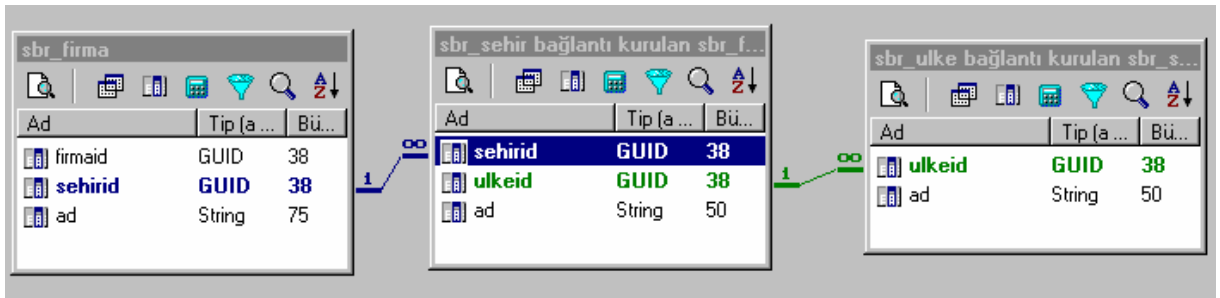 sbr_firma
Ad Tip (a ... Bü...
firmaid GUID 38
sehirid GUID 38
ad String 75
1 ∞
sbr_sehir bağlantı kurulan sbr_f...
Ad Tip (a ... Bü...
sehirid GUID 38
ulkeid GUID 38
ad String 50
1 ∞
sbr_ulke bağlantı kurulan sbr_s...
Ad Tip (a ... Bü...
ulkeid GUID 38
ad String 50